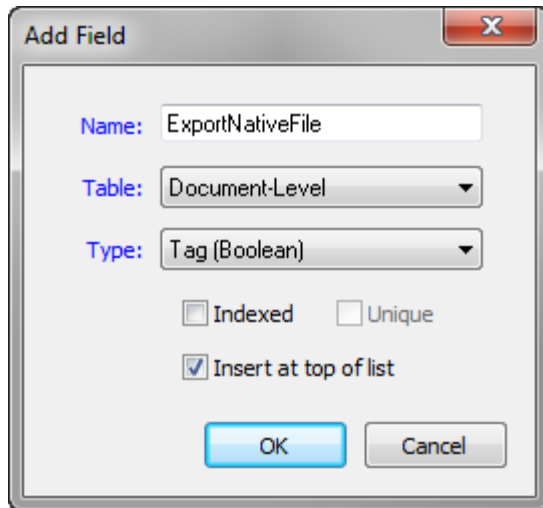 Add Field
Name: ExportNativeFile
Table: Document-Level
Type: Tag (Boolean)
Indexed Unique
Insert at top of list
OK Cancel